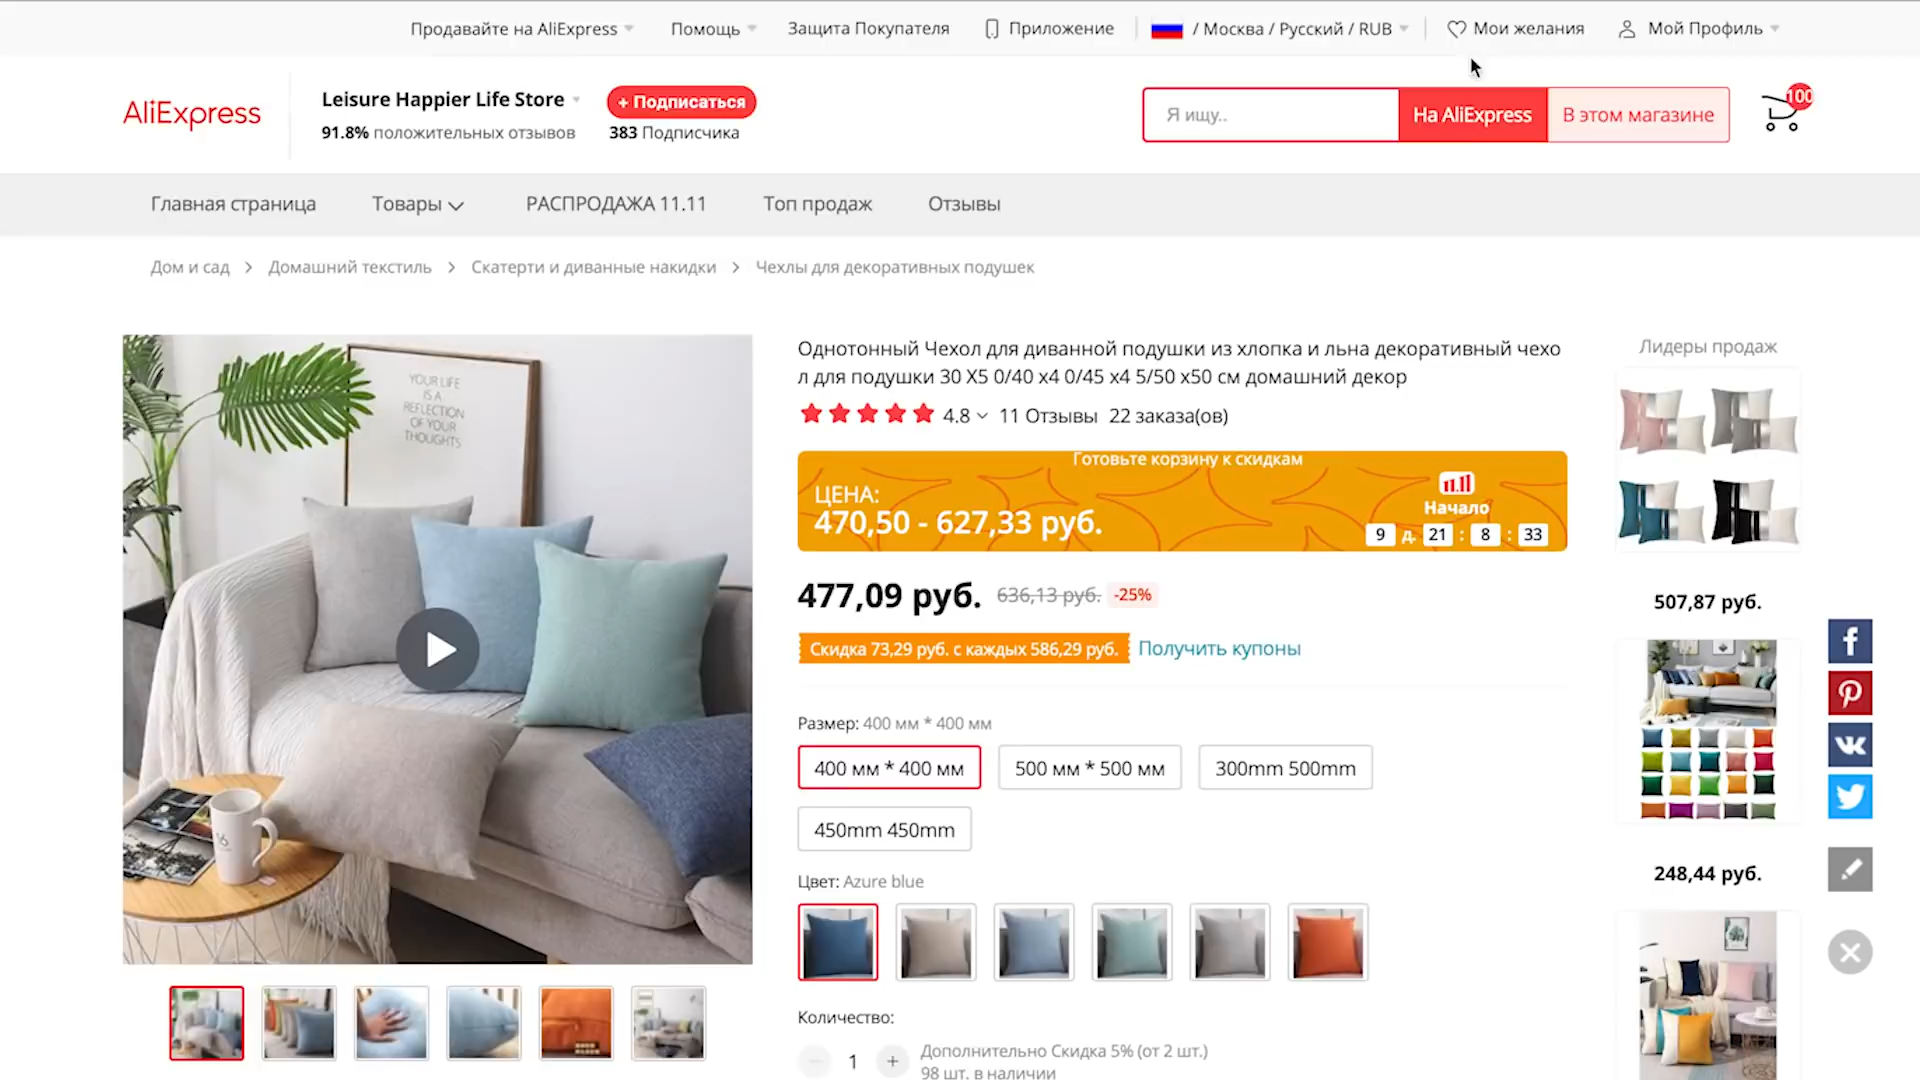 Продавайте на AliExpress
Помощь
Защита Покупателя
Приложение
/ Москва / Русский / RUB
Мои желания
Мой Профиль
AliExpress
Leisure Happier Life Store
91.8% положительных отзывов
+ Подписаться
383 Подписчика
Я ищу..
На AliExpress
В этом магазине
100
Главная страница
Товары
РАСПРОДАЖА 11.11
Топ продаж
Отзывы
Дом и сад > Домашний текстиль > Скатерти и диванные накидки > Чехлы для декоративных подушек
YOUR LIFE
IS A
REFLECTION
OF YOUR
THOUGHTS
Однотонный Чехол для диванной подушки из хлопка и льна декоративный чехо
л для подушки 30 X5 0/40 x4 0/45 x4 5/50 x50 см домашний декор
4.8
11 Отзывы
22 заказа(ов)
Готовьте корзину к скидкам
ЦЕНА:
470,50 - 627,33 руб.
11.11
Начало
9 д. 21 : 8 : 33
477,09 руб. 636,13 руб. -25%
Скидка 73,29 руб. с каждых 586,29 руб.
Получить купоны
Размер: 400 мм * 400 мм
400 мм * 400 мм
500 мм * 500 мм
300mm 500mm
450mm 450mm
Цвет: Azure blue
Количество:
1
Дополнительно Скидка 5% (от 2 шт.)
98 шт. в наличии
Лидеры продаж
507,87 руб.
248,44 руб.